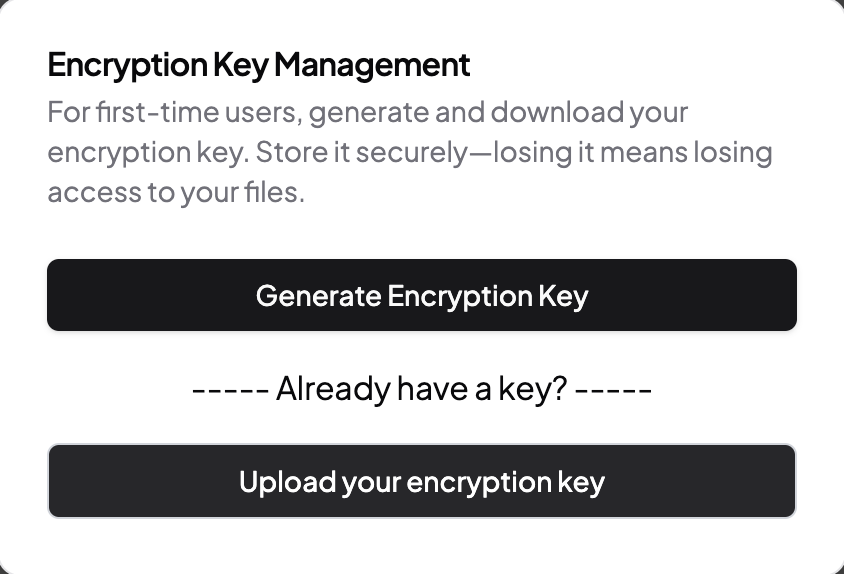 Encryption Key Management
For first-time users, generate and download your
encryption key. Store it securely—losing it means losing
access to your files.
Generate Encryption Key
----- Already have a key? -----
Upload your encryption key